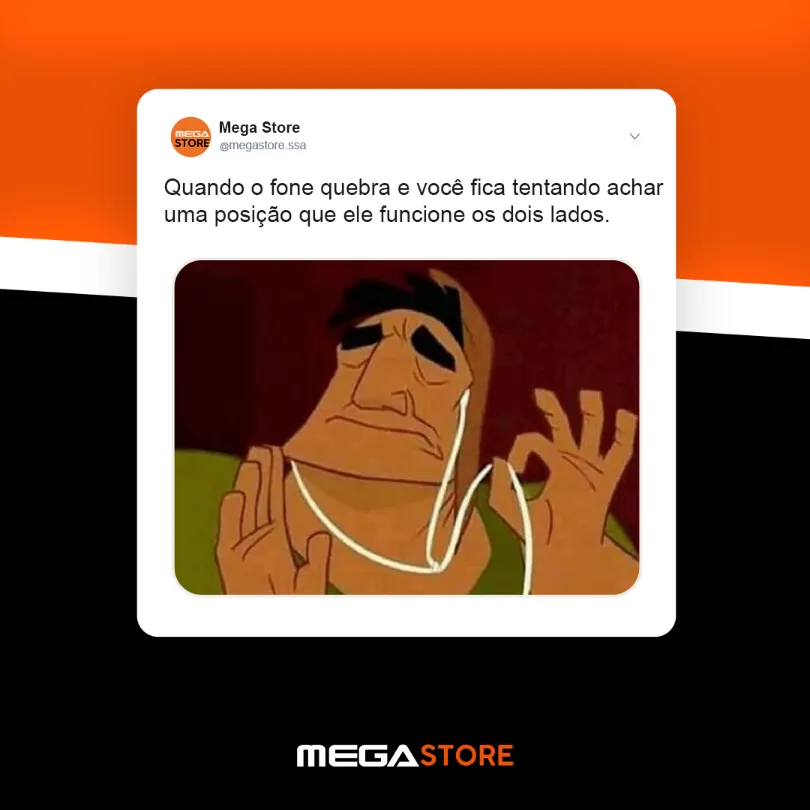 MEGA
STORE
Mega Store
@megastore.ssa
Quando o fone quebra e você fica tentando achar
uma posição que ele funcione os dois lados.
MEGASTORE